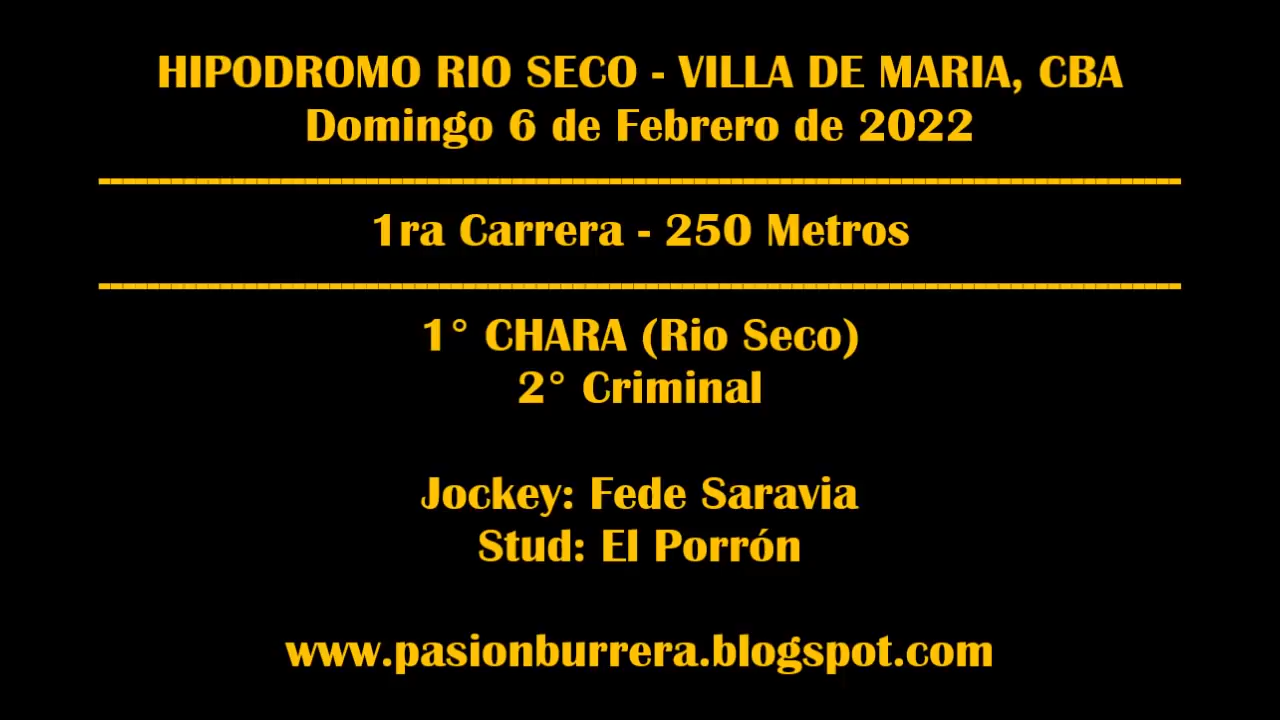 HIPODROMO RIO SECO - VILLA DE MARIA, CBA
Domingo 6 de Febrero de 2022
1ra Carrera - 250 Metros
1° CHARA (Rio Seco)
2° Criminal
Jockey: Fede Saravia
Stud: El Porrón
www.pasionburrera.blogspot.com